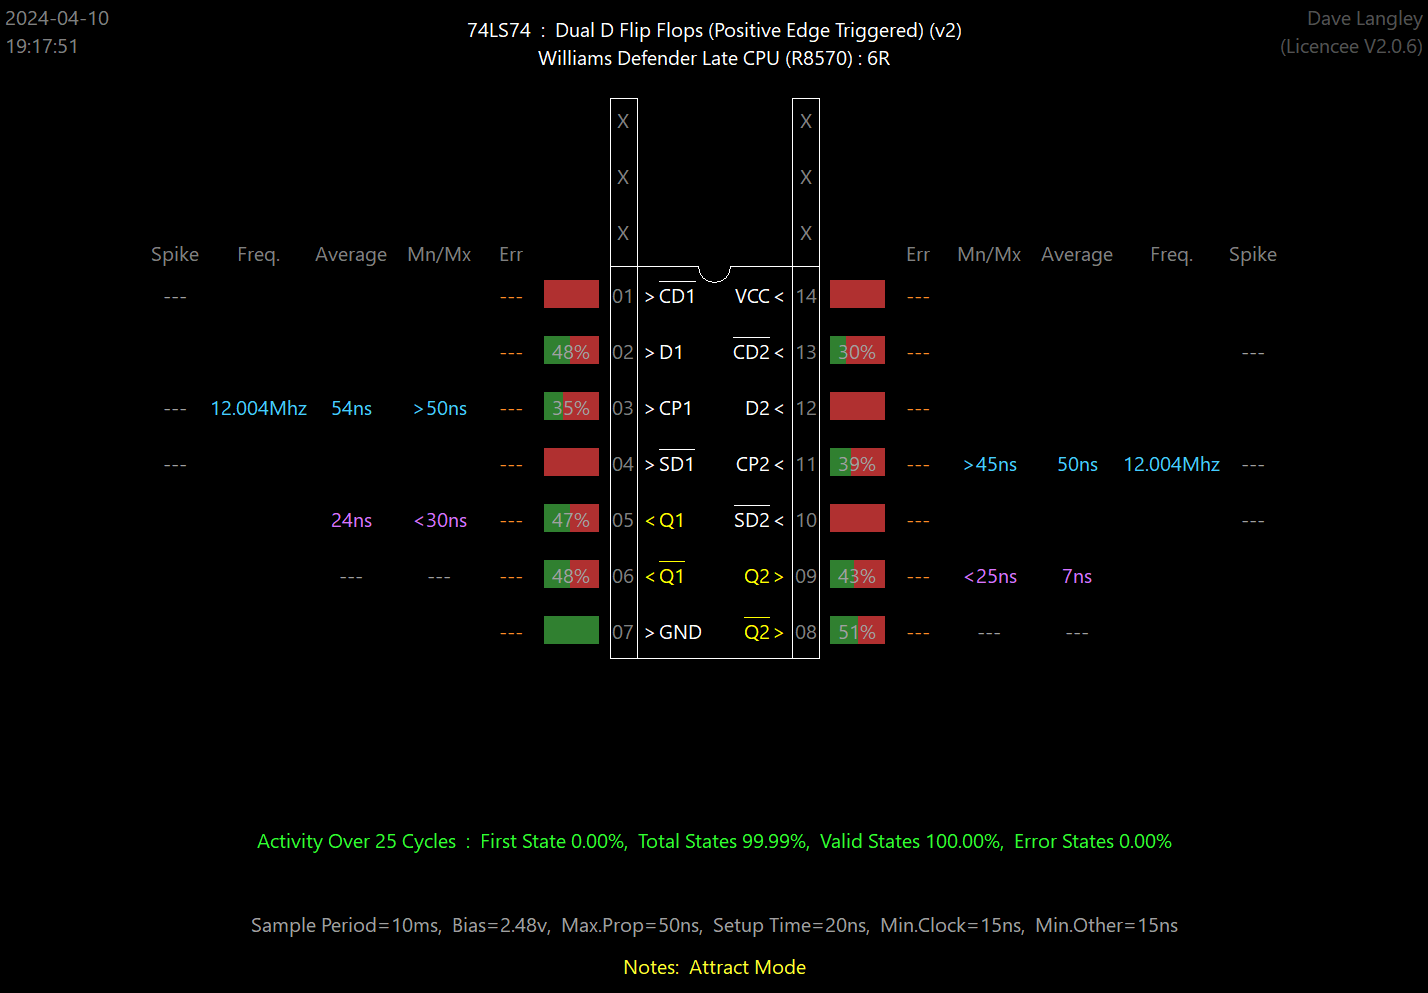 2024-04-10
19:17:51
74LS74 : Dual D Flip Flops (Positive Edge Triggered) (v2)
Williams Defender Late CPU (R8570) : 6R
Dave Langley
(Licencee V2.0.6)
X X
X X
X X
Spike Freq. Average Mn/Mx Err Err Mn/Mx Average Freq. Spike
--- --- 01 >CD1 VCC< 14 ---
--- 48% 02 >D1 CD2< 13 30% --- ---
--- 12.004Mhz 54ns >50ns --- 35% 03 >CP1 D2< 12 ---
--- --- 04 >SD1 CP2< 11 39% --- >45ns 50ns 12.004Mhz ---
24ns <30ns --- 47% 05 <Q1 SD2< 10 --- ---
--- --- --- 48% 06 <Q1 Q2> 09 43% --- <25ns 7ns
--- 07 >GND Q2> 08 51% --- --- ---
Activity Over 25 Cycles : First State 0.00%, Total States 99.99%, Valid States 100.00%, Error States 0.00%
Sample Period=10ms, Bias=2.48v, Max.Prop=50ns, Setup Time=20ns, Min.Clock=15ns, Min.Other=15ns
Notes: Attract Mode